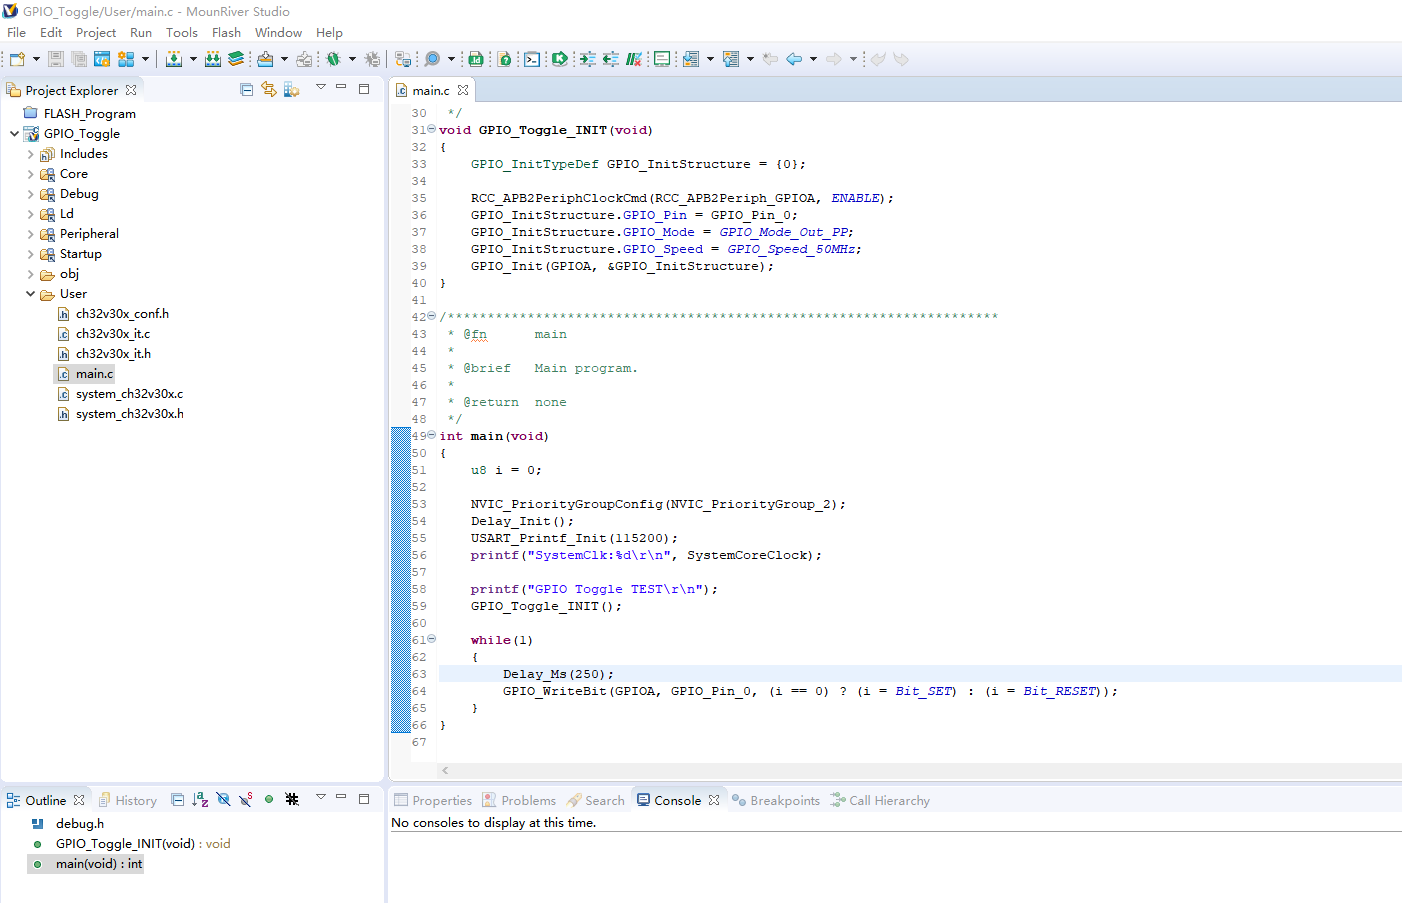 GPIO_Toggle/User/main.c - MounRiver Studio
File Edit Project Run Tools Flash Window Help
Project Explorer
FLASH_Program
GPIO_Toggle
Includes
Core
Debug
Ld
Peripheral
Startup
obj
User
ch32v30x_conf.h
ch32v30x_it.c
ch32v30x_it.h
main.c
system_ch32v30x.c
system_ch32v30x.h
main.c
30 */
31 void GPIO_Toggle_INIT(void)
32 {
33 GPIO_InitTypeDef GPIO_InitStructure = {0};
34
35 RCC_APB2PeriphClockCmd(RCC_APB2Periph_GPIOA, ENABLE);
36 GPIO_InitStructure.GPIO_Pin = GPIO_Pin_0;
37 GPIO_InitStructure.GPIO_Mode = GPIO_Mode_Out_PP;
38 GPIO_InitStructure.GPIO_Speed = GPIO_Speed_50MHz;
39 GPIO_Init(GPIOA, &GPIO_InitStructure);
40 }
41
42 /*********************************************************************
43 * @fn main
44 *
45 * @brief Main program.
46 *
47 * @return none
48 */
49 int main(void)
50 {
51 u8 i = 0;
52
53 NVIC_PriorityGroupConfig(NVIC_PriorityGroup_2);
54 Delay_Init();
55 USART_Printf_Init(115200);
56 printf("SystemClk:%d\r\n", SystemCoreClock);
57
58 printf("GPIO Toggle TEST\r\n");
59 GPIO_Toggle_INIT();
60
61 while(1)
62 {
63 Delay_Ms(250);
64 GPIO_WriteBit(GPIOA, GPIO_Pin_0, (i == 0) ? (i = Bit_SET) : (i = Bit_RESET));
65 }
66 }
67
Outline History
debug.h
GPIO_Toggle_INIT(void) : void
main(void) : int
Properties Problems Search Console Breakpoints Call Hierarchy
No consoles to display at this time.